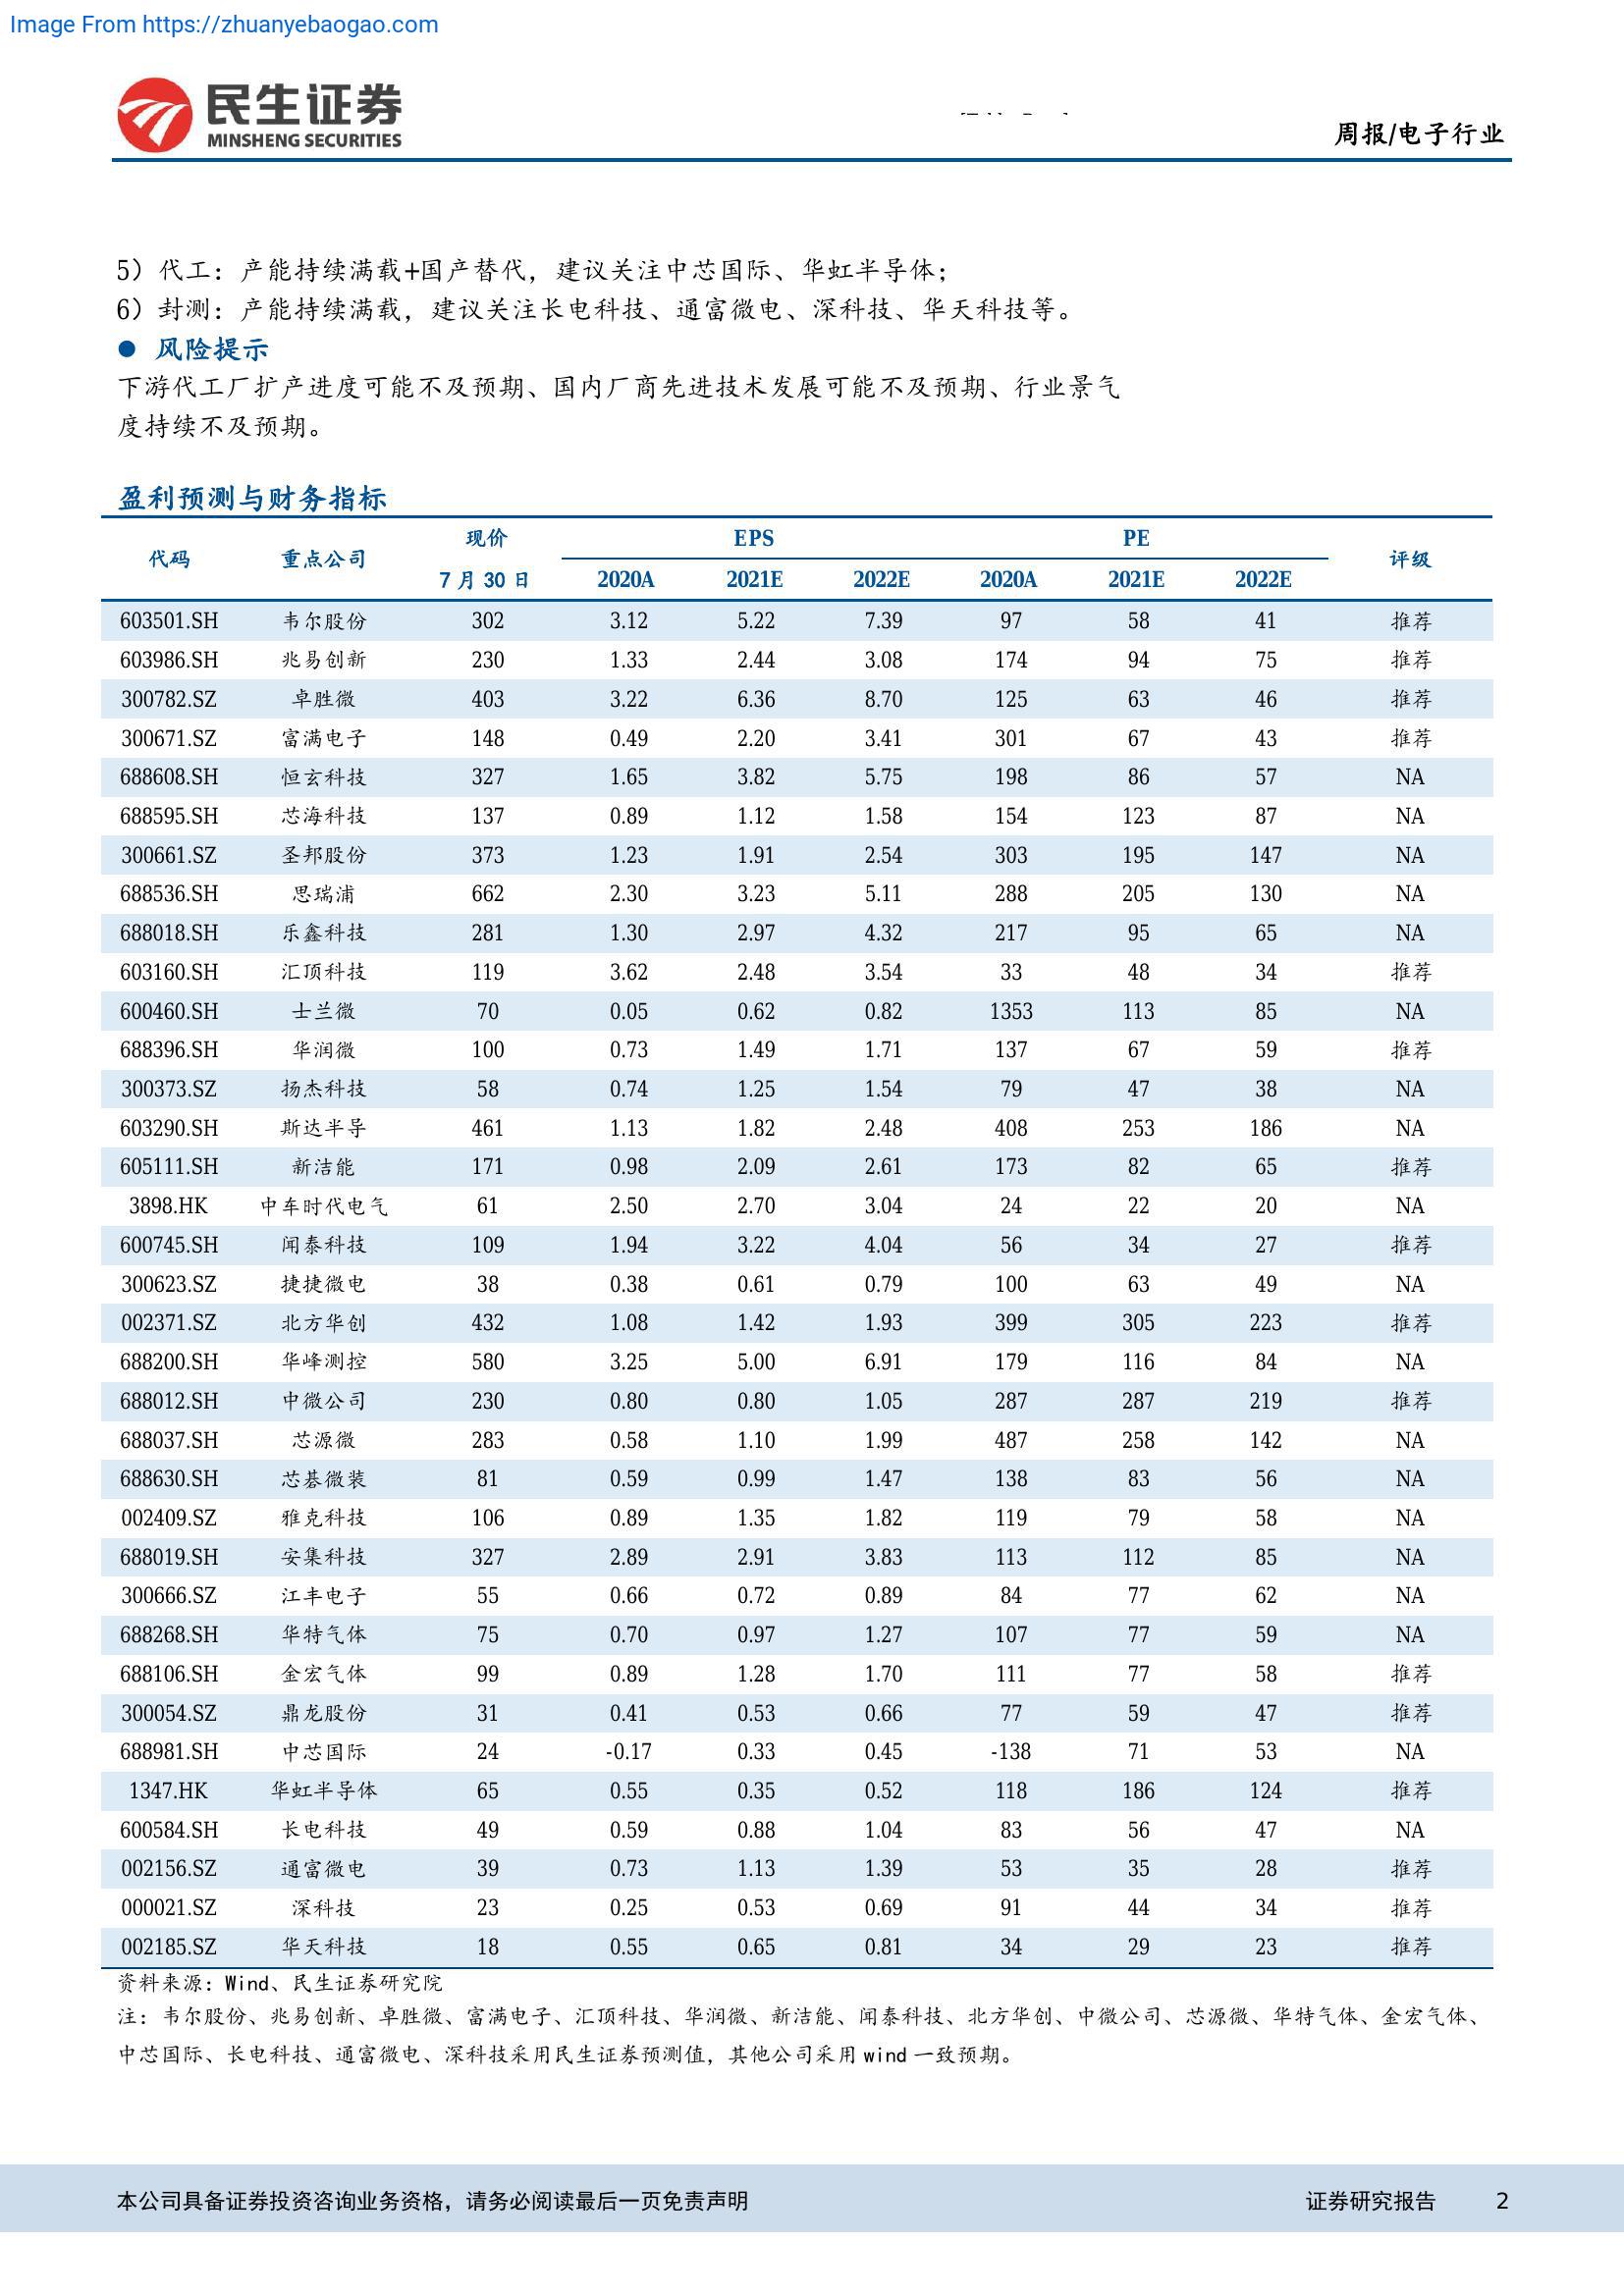 Image From https://zhuanyebaogao.com
民生证券
MINSHENG SECURITIES
周报/电子行业
5）代工：产能持续满载+国产替代，建议关注中芯国际、华虹半导体；
6）封测：产能持续满载，建议关注长电科技、通富微电、深科技、华天科技等。
● 风险提示
下游代工厂扩产进度可能不及预期、国内厂商先进技术发展可能不及预期、行业景气
度持续不及预期。
盈利预测与财务指标
代码 重点公司 现价 EPS PE 评级
7 月 30 日 2020A 2021E 2022E 2020A 2021E 2022E
603501.SH 韦尔股份 302 3.12 5.22 7.39 97 58 41 推荐
603986.SH 兆易创新 230 1.33 2.44 3.08 174 94 75 推荐
300782.SZ 卓胜微 403 3.22 6.36 8.70 125 63 46 推荐
300671.SZ 富满电子 148 0.49 2.20 3.41 301 67 43 推荐
688608.SH 恒玄科技 327 1.65 3.82 5.75 198 86 57 NA
688595.SH 芯海科技 137 0.89 1.12 1.58 154 123 87 NA
300661.SZ 圣邦股份 373 1.23 1.91 2.54 303 195 147 NA
688536.SH 思瑞浦 662 2.30 3.23 5.11 288 205 130 NA
688018.SH 乐鑫科技 281 1.30 2.97 4.32 217 95 65 NA
603160.SH 汇顶科技 119 3.62 2.48 3.54 33 48 34 推荐
600460.SH 士兰微 70 0.05 0.62 0.82 1353 113 85 NA
688396.SH 华润微 100 0.73 1.49 1.71 137 67 59 推荐
300373.SZ 扬杰科技 58 0.74 1.25 1.54 79 47 38 NA
603290.SH 斯达半导 461 1.13 1.82 2.48 408 253 186 NA
605111.SH 新洁能 171 0.98 2.09 2.61 173 82 65 推荐
3898.HK 中车时代电气 61 2.50 2.70 3.04 24 22 20 NA
600745.SH 闻泰科技 109 1.94 3.22 4.04 56 34 27 推荐
300623.SZ 捷捷微电 38 0.38 0.61 0.79 100 63 49 NA
002371.SZ 北方华创 432 1.08 1.42 1.93 399 305 223 推荐
688200.SH 华峰测控 580 3.25 5.00 6.91 179 116 84 NA
688012.SH 中微公司 230 0.80 0.80 1.05 287 287 219 推荐
688037.SH 芯源微 283 0.58 1.10 1.99 487 258 142 NA
688630.SH 芯碁微装 81 0.59 0.99 1.47 138 83 56 NA
002409.SZ 雅克科技 106 0.89 1.35 1.82 119 79 58 NA
688019.SH 安集科技 327 2.89 2.91 3.83 113 112 85 NA
300666.SZ 江丰电子 55 0.66 0.72 0.89 84 77 62 NA
688268.SH 华特气体 75 0.70 0.97 1.27 107 77 59 NA
688106.SH 金宏气体 99 0.89 1.28 1.70 111 77 58 推荐
300054.SZ 鼎龙股份 31 0.41 0.53 0.66 77 59 47 推荐
688981.SH 中芯国际 24 -0.17 0.33 0.45 -138 71 53 NA
1347.HK 华虹半导体 65 0.55 0.35 0.52 118 186 124 推荐
600584.SH 长电科技 49 0.59 0.88 1.04 83 56 47 NA
002156.SZ 通富微电 39 0.73 1.13 1.39 53 35 28 推荐
000021.SZ 深科技 23 0.25 0.53 0.69 91 44 34 推荐
002185.SZ 华天科技 18 0.55 0.65 0.81 34 29 23 推荐
资料来源：Wind、民生证券研究院
注：韦尔股份、兆易创新、卓胜微、富满电子、汇顶科技、华润微、新洁能、闻泰科技、北方华创、中微公司、芯源微、华特气体、金宏气体、
中芯国际、长电科技、通富微电、深科技采用民生证券预测值，其他公司采用 wind 一致预期。
本公司具备证券投资咨询业务资格，请务必阅读最后一页免责声明 证券研究报告 2